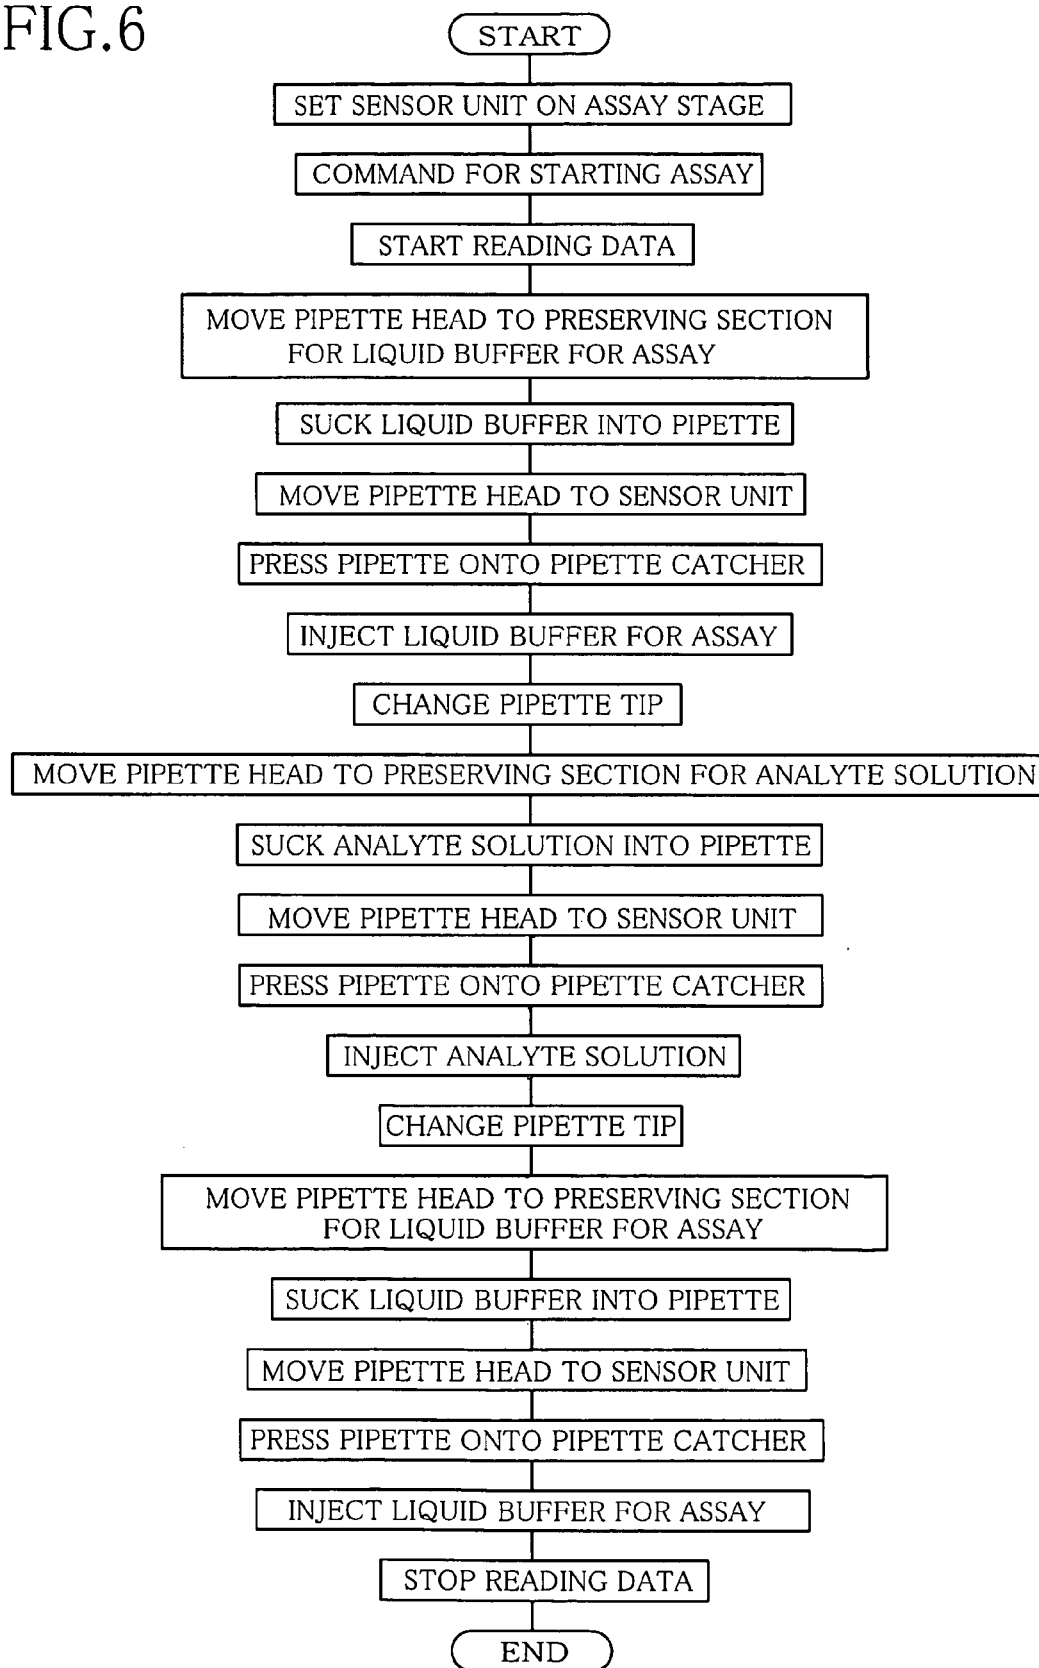 FIG.6
START
SET SENSOR UNIT ON ASSAY STAGE
COMMAND FOR STARTING ASSAY
START READING DATA
MOVE PIPETTE HEAD TO PRESERVING SECTION
FOR LIQUID BUFFER FOR ASSAY
SUCK LIQUID BUFFER INTO PIPETTE
MOVE PIPETTE HEAD TO SENSOR UNIT
PRESS PIPETTE ONTO PIPETTE CATCHER
INJECT LIQUID BUFFER FOR ASSAY
CHANGE PIPETTE TIP
MOVE PIPETTE HEAD TO PRESERVING SECTION FOR ANALYTE SOLUTION
SUCK ANALYTE SOLUTION INTO PIPETTE
MOVE PIPETTE HEAD TO SENSOR UNIT
PRESS PIPETTE ONTO PIPETTE CATCHER
INJECT ANALYTE SOLUTION
CHANGE PIPETTE TIP
MOVE PIPETTE HEAD TO PRESERVING SECTION
FOR LIQUID BUFFER FOR ASSAY
SUCK LIQUID BUFFER INTO PIPETTE
MOVE PIPETTE HEAD TO SENSOR UNIT
PRESS PIPETTE ONTO PIPETTE CATCHER
INJECT LIQUID BUFFER FOR ASSAY
STOP READING DATA
END